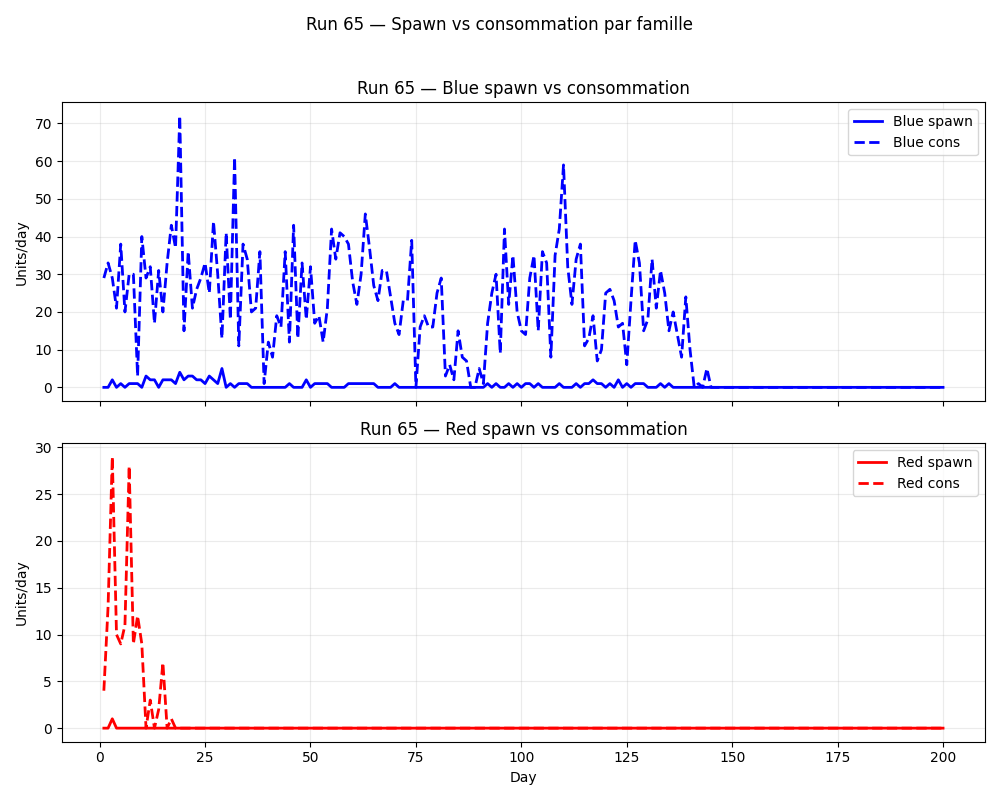 Run 65 — Spawn vs consommation par famille
Run 65 — Blue spawn vs consommation
70
60
50
40
30
20
10
0
Units/day
Blue spawn
Blue cons
Run 65 — Red spawn vs consommation
30
25
20
15
10
5
0
Units/day
Red spawn
Red cons
0 25 50 75 100 125 150 175 200
Day